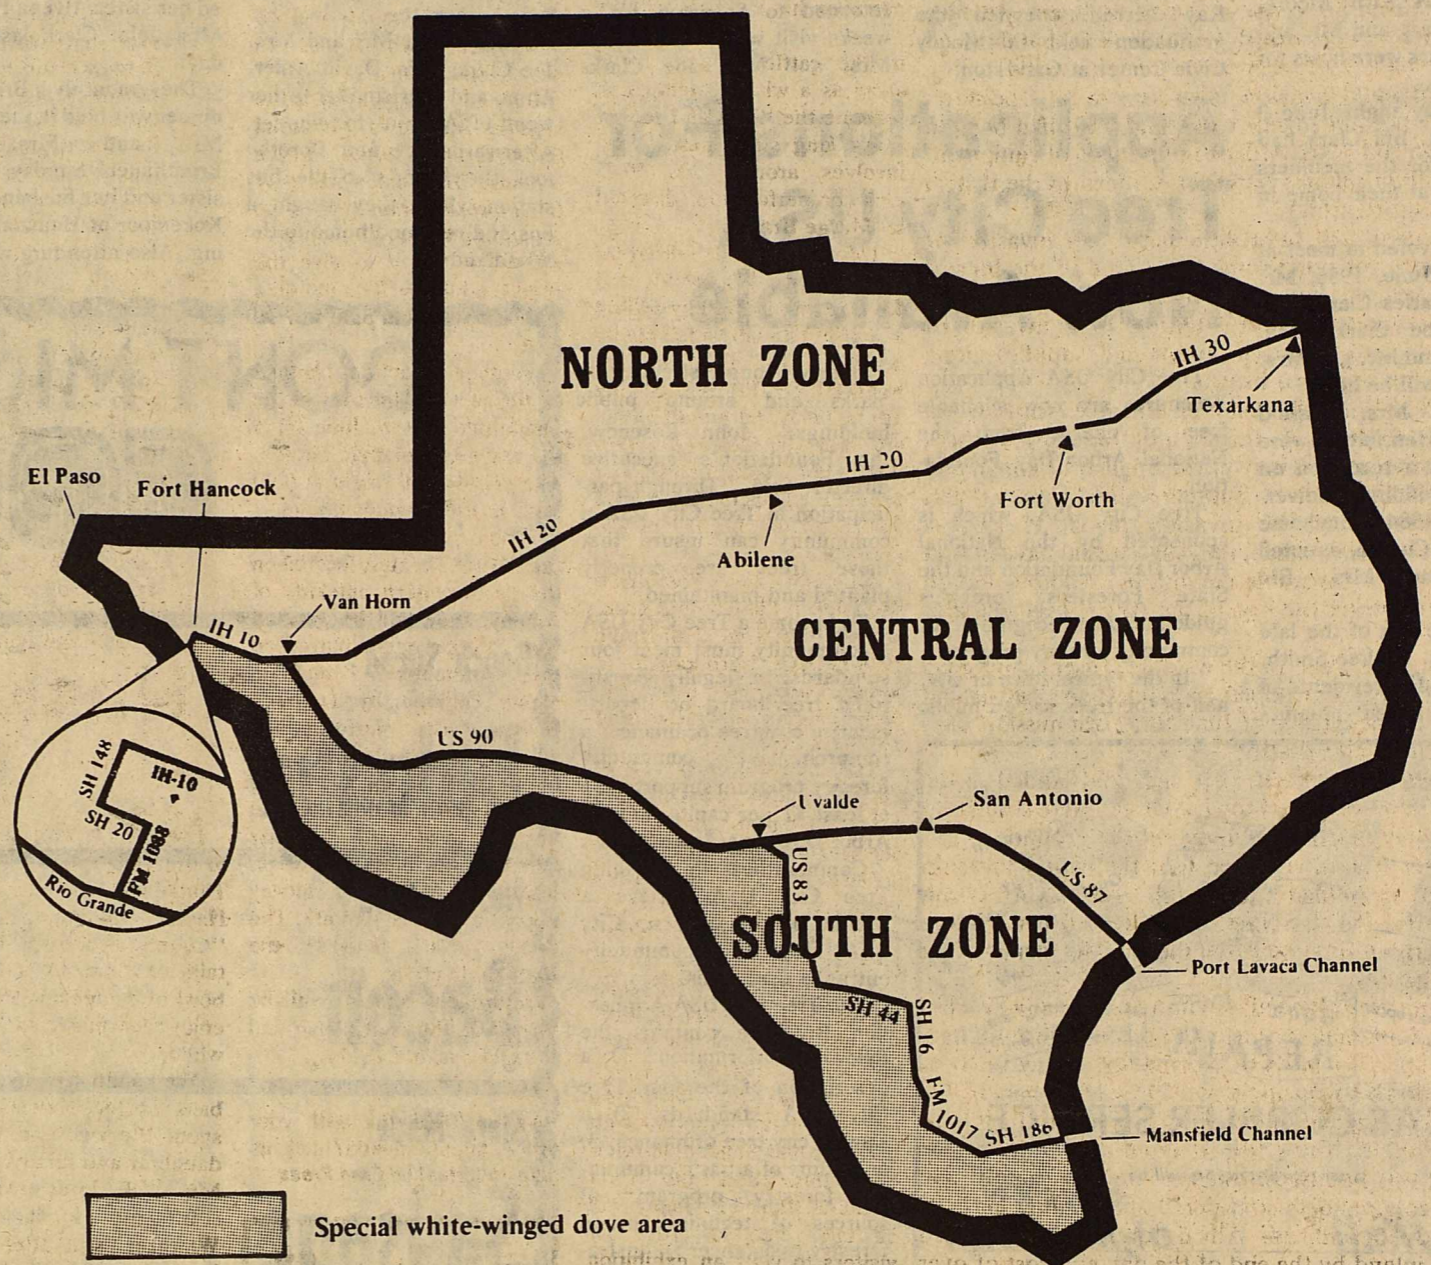 NORTH ZONE
IH 30
Texarkana
IH 20
Fort Worth
El Paso
Fort Hancock
IH 20
Abilene
Van Horn
IH 10
CENTRAL ZONE
US 90
SH 148
IH-10
SH 20
FM 1088
Rio Grande
Uvalde
San Antonio
US 83
US 87
SOUTH ZONE
Port Lavaca Channel
SH 44
SH 16
FM 1017
SH 186
Mansfield Channel
Special white-winged dove area